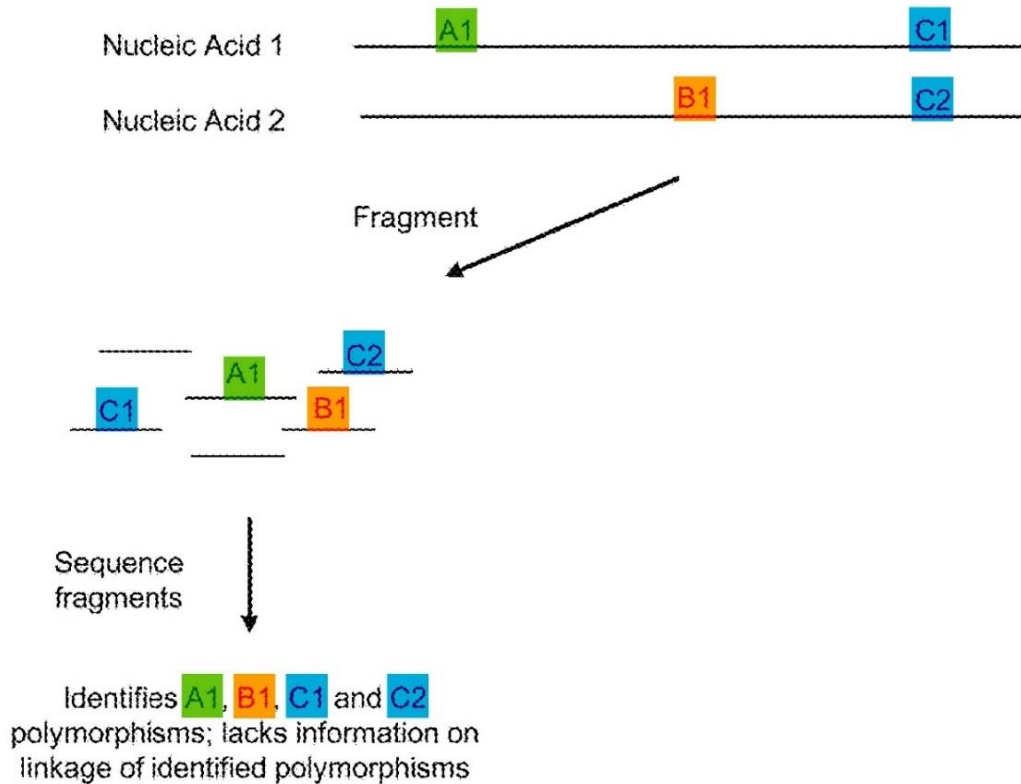 Nucleic Acid 1 A1 C1
Nucleic Acid 2 B1 C2
Fragment
C2
A1
C1 B1
Sequence
fragments
Identifies A1, B1, C1 and C2
polymorphisms; lacks information on
linkage of identified polymorphisms